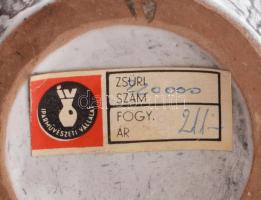 iv
IPARMŰVÉSZETI VÁLLALAT
ZSŰRI
SZÁM
FOGY.
ÁR 211.-